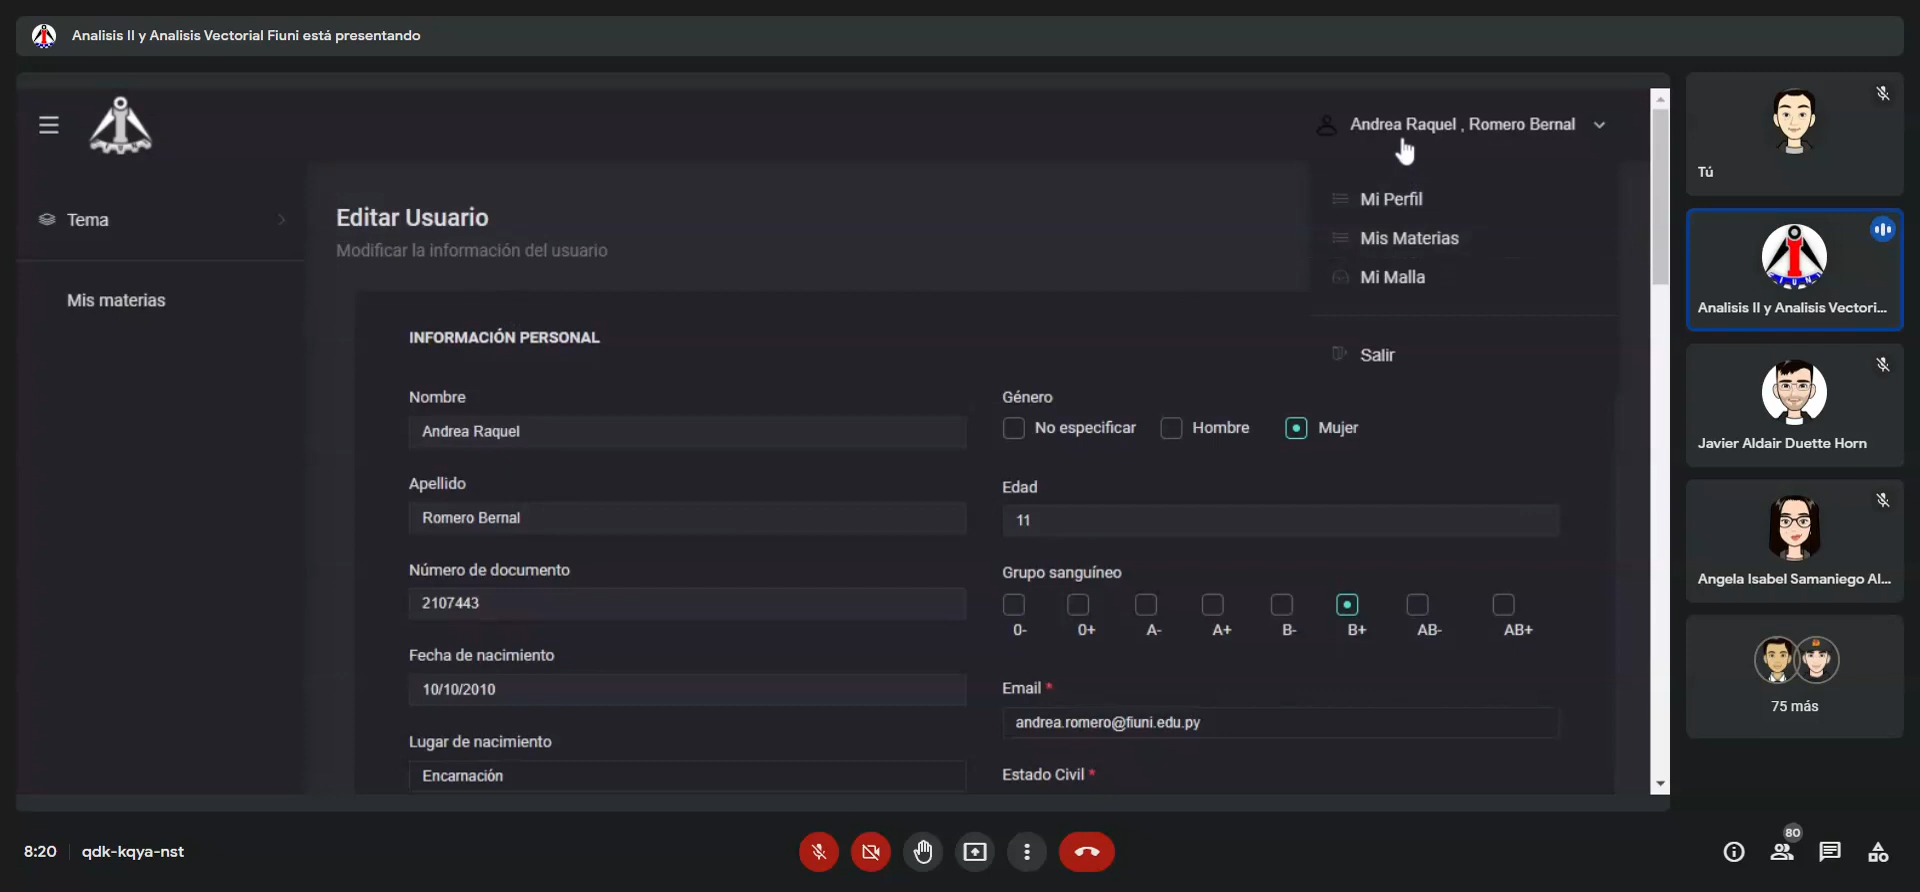 Analisis II y Analisis Vectorial Fiuni está presentando
Andrea Raquel , Romero Bernal
Mi Perfil
Mis Materias
Mi Malla
Salir
Tema
Mis materias
Editar Usuario
Modificar la información del usuario
INFORMACIÓN PERSONAL
Nombre
Andrea Raquel
Apellido
Romero Bernal
Número de documento
2107443
Fecha de nacimiento
10/10/2010
Lugar de nacimiento
Encarnación
Género
No especificar Hombre Mujer
Edad
11
Grupo sanguíneo
0- 0+ A- A+ B- B+ AB- AB+
Email *
andrea.romero@fiuni.edu.py
Estado Civil *
Tú
Analisis II y Analisis Vectori...
Javier Aldair Duette Horn
Angela Isabel Samaniego Al...
75 más
8:20 qdk-kqya-nst
80